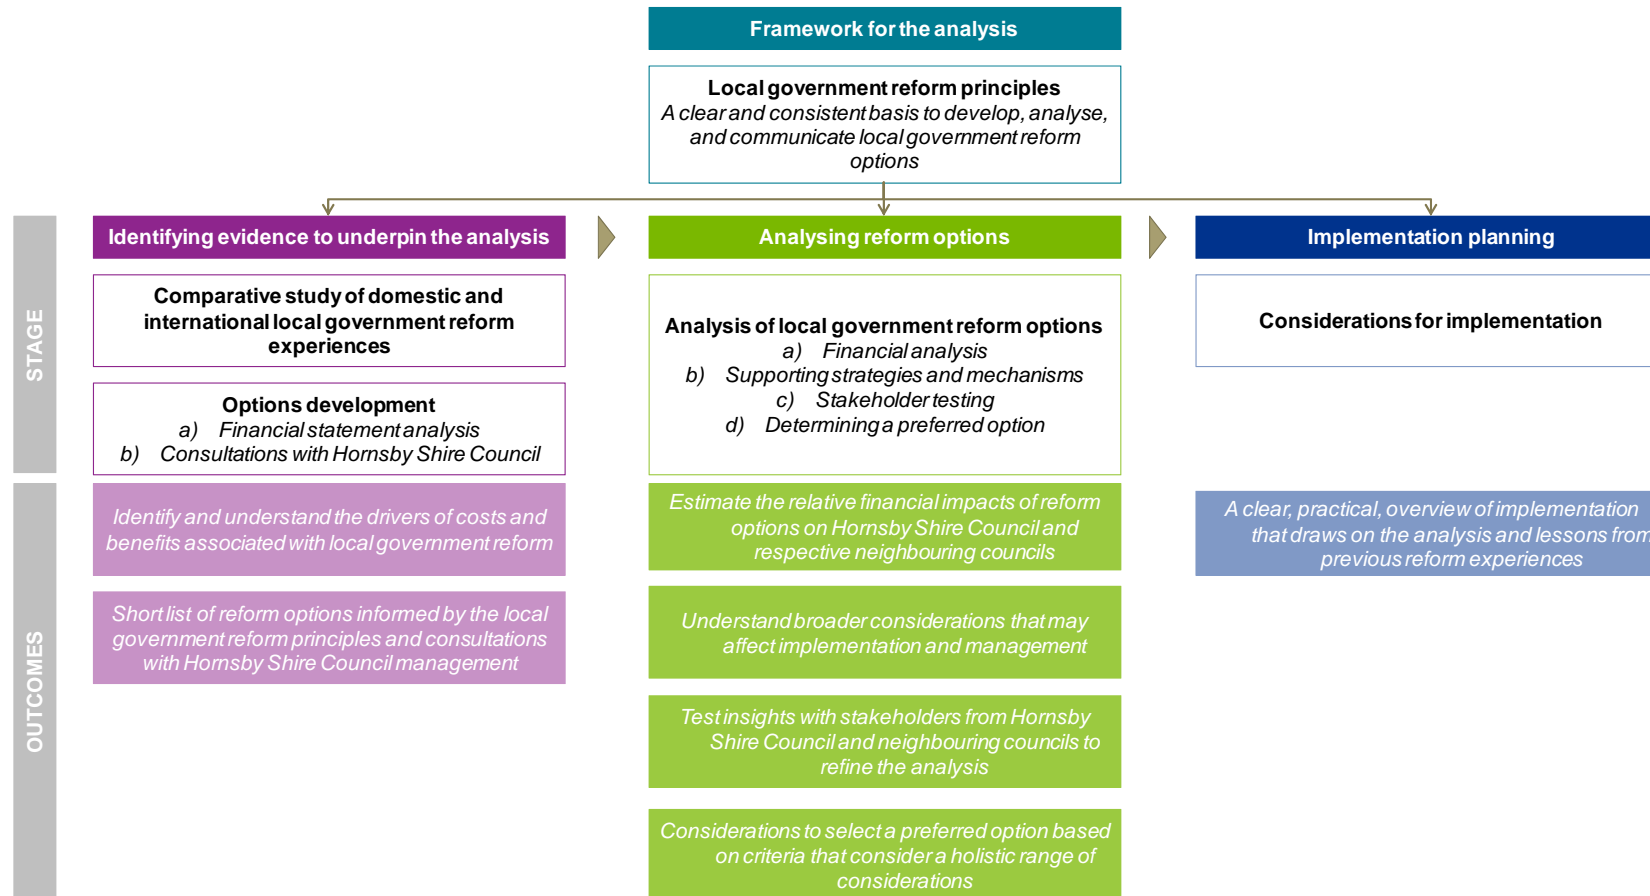 Framework for the analysis
Local government reform principles
A clear and consistent basis to develop, analyse,
and communicate local government reform
options
STAGE
Identifying evidence to underpin the analysis
Comparative study of domestic and
international local government reform
experiences
Options development
a) Financial statement analysis
b) Consultations with Hornsby Shire Council
Analysing reform options
Analysis of local government reform options
a) Financial analysis
b) Supporting strategies and mechanisms
c) Stakeholder testing
d) Determining a preferred option
Implementation planning
Considerations for implementation
OUTCOMES
Identify and understand the drivers of costs and
benefits associated with local government reform
Short list of reform options informed by the local
government reform principles and consultations
with Hornsby Shire Council management
Estimate the relative financial impacts of reform
options on Hornsby Shire Council and
respective neighbouring councils
Understand broader considerations that may
affect implementation and management
Test insights with stakeholders from Hornsby
Shire Council and neighbouring councils to
refine the analysis
Considerations to select a preferred option based
on criteria that consider a holistic range of
considerations
A clear, practical, overview of implementation
that draws on the analysis and lessons from
previous reform experiences